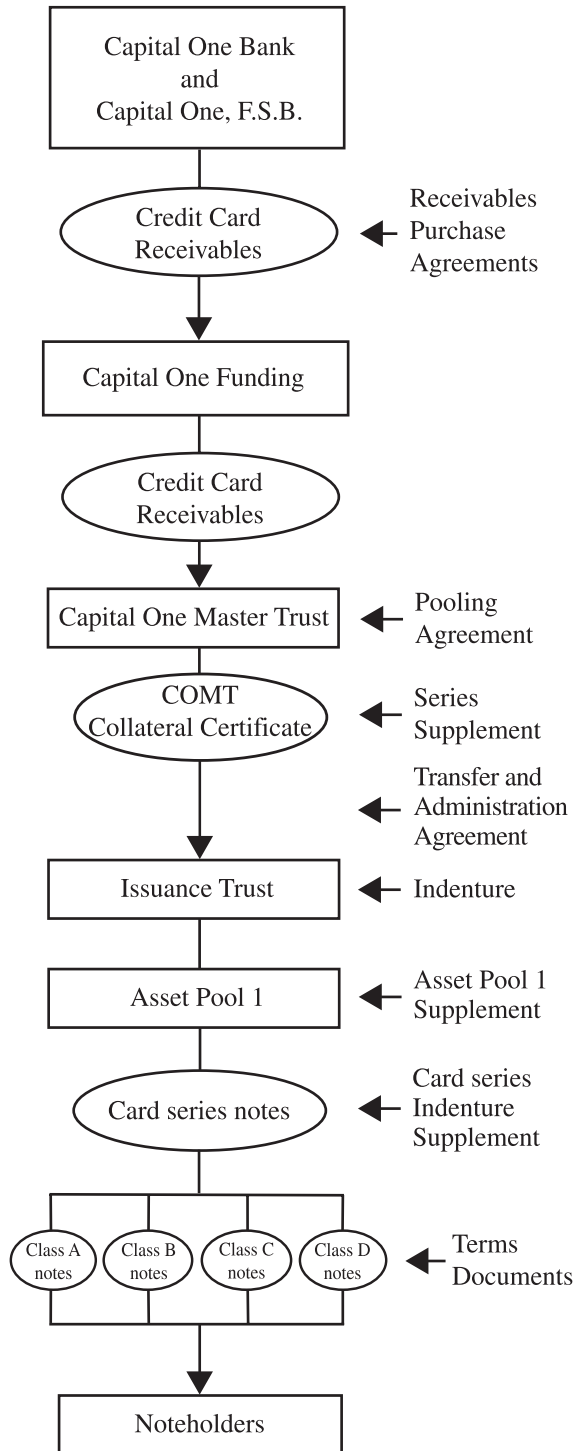 Capital One Bank
and
Capital One, F.S.B.
Credit Card
Receivables
Receivables
Purchase
Agreements
Capital One Funding
Credit Card
Receivables
Capital One Master Trust
Pooling
Agreement
COMT
Collateral Certificate
Series
Supplement
Transfer and
Administration
Agreement
Issuance Trust
Indenture
Asset Pool 1
Asset Pool 1
Supplement
Card series notes
Card series
Indenture
Supplement
Class A
notes
Class B
notes
Class C
notes
Class D
notes
Terms
Documents
Noteholders